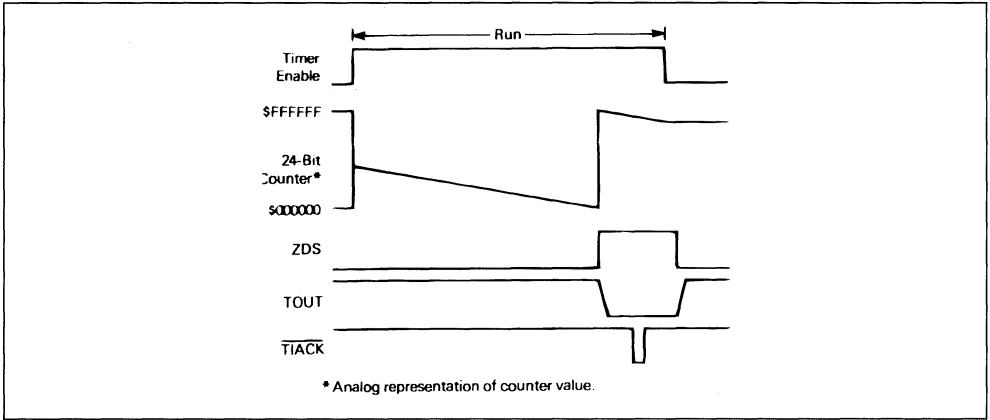 Run
Timer
Enable
$FFFFFF
24-Bit
Counter*
$000000
ZDS
TOUT
TIACK
* Analog representation of counter value.